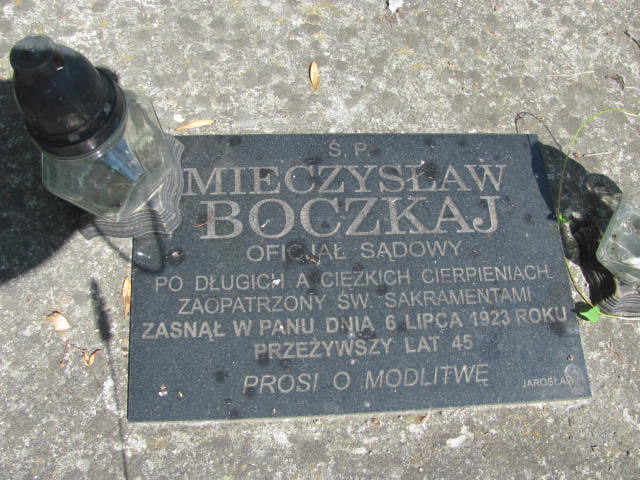 Ś.P.
MIECZYSŁAW
BOCZKAJ
OFICJAŁ SĄDOWY
PO DŁUGICH A CIĘŻKICH CIERPIENIACH
ZAOPATRZONY ŚW. SAKRAMENTAMI
ZASNĄŁ W PANU DNIA 6 LIPCA 1923 ROKU
PRZEŻYWSZY LAT 45
PROSI O MODLITWĘ
JAROSŁAW